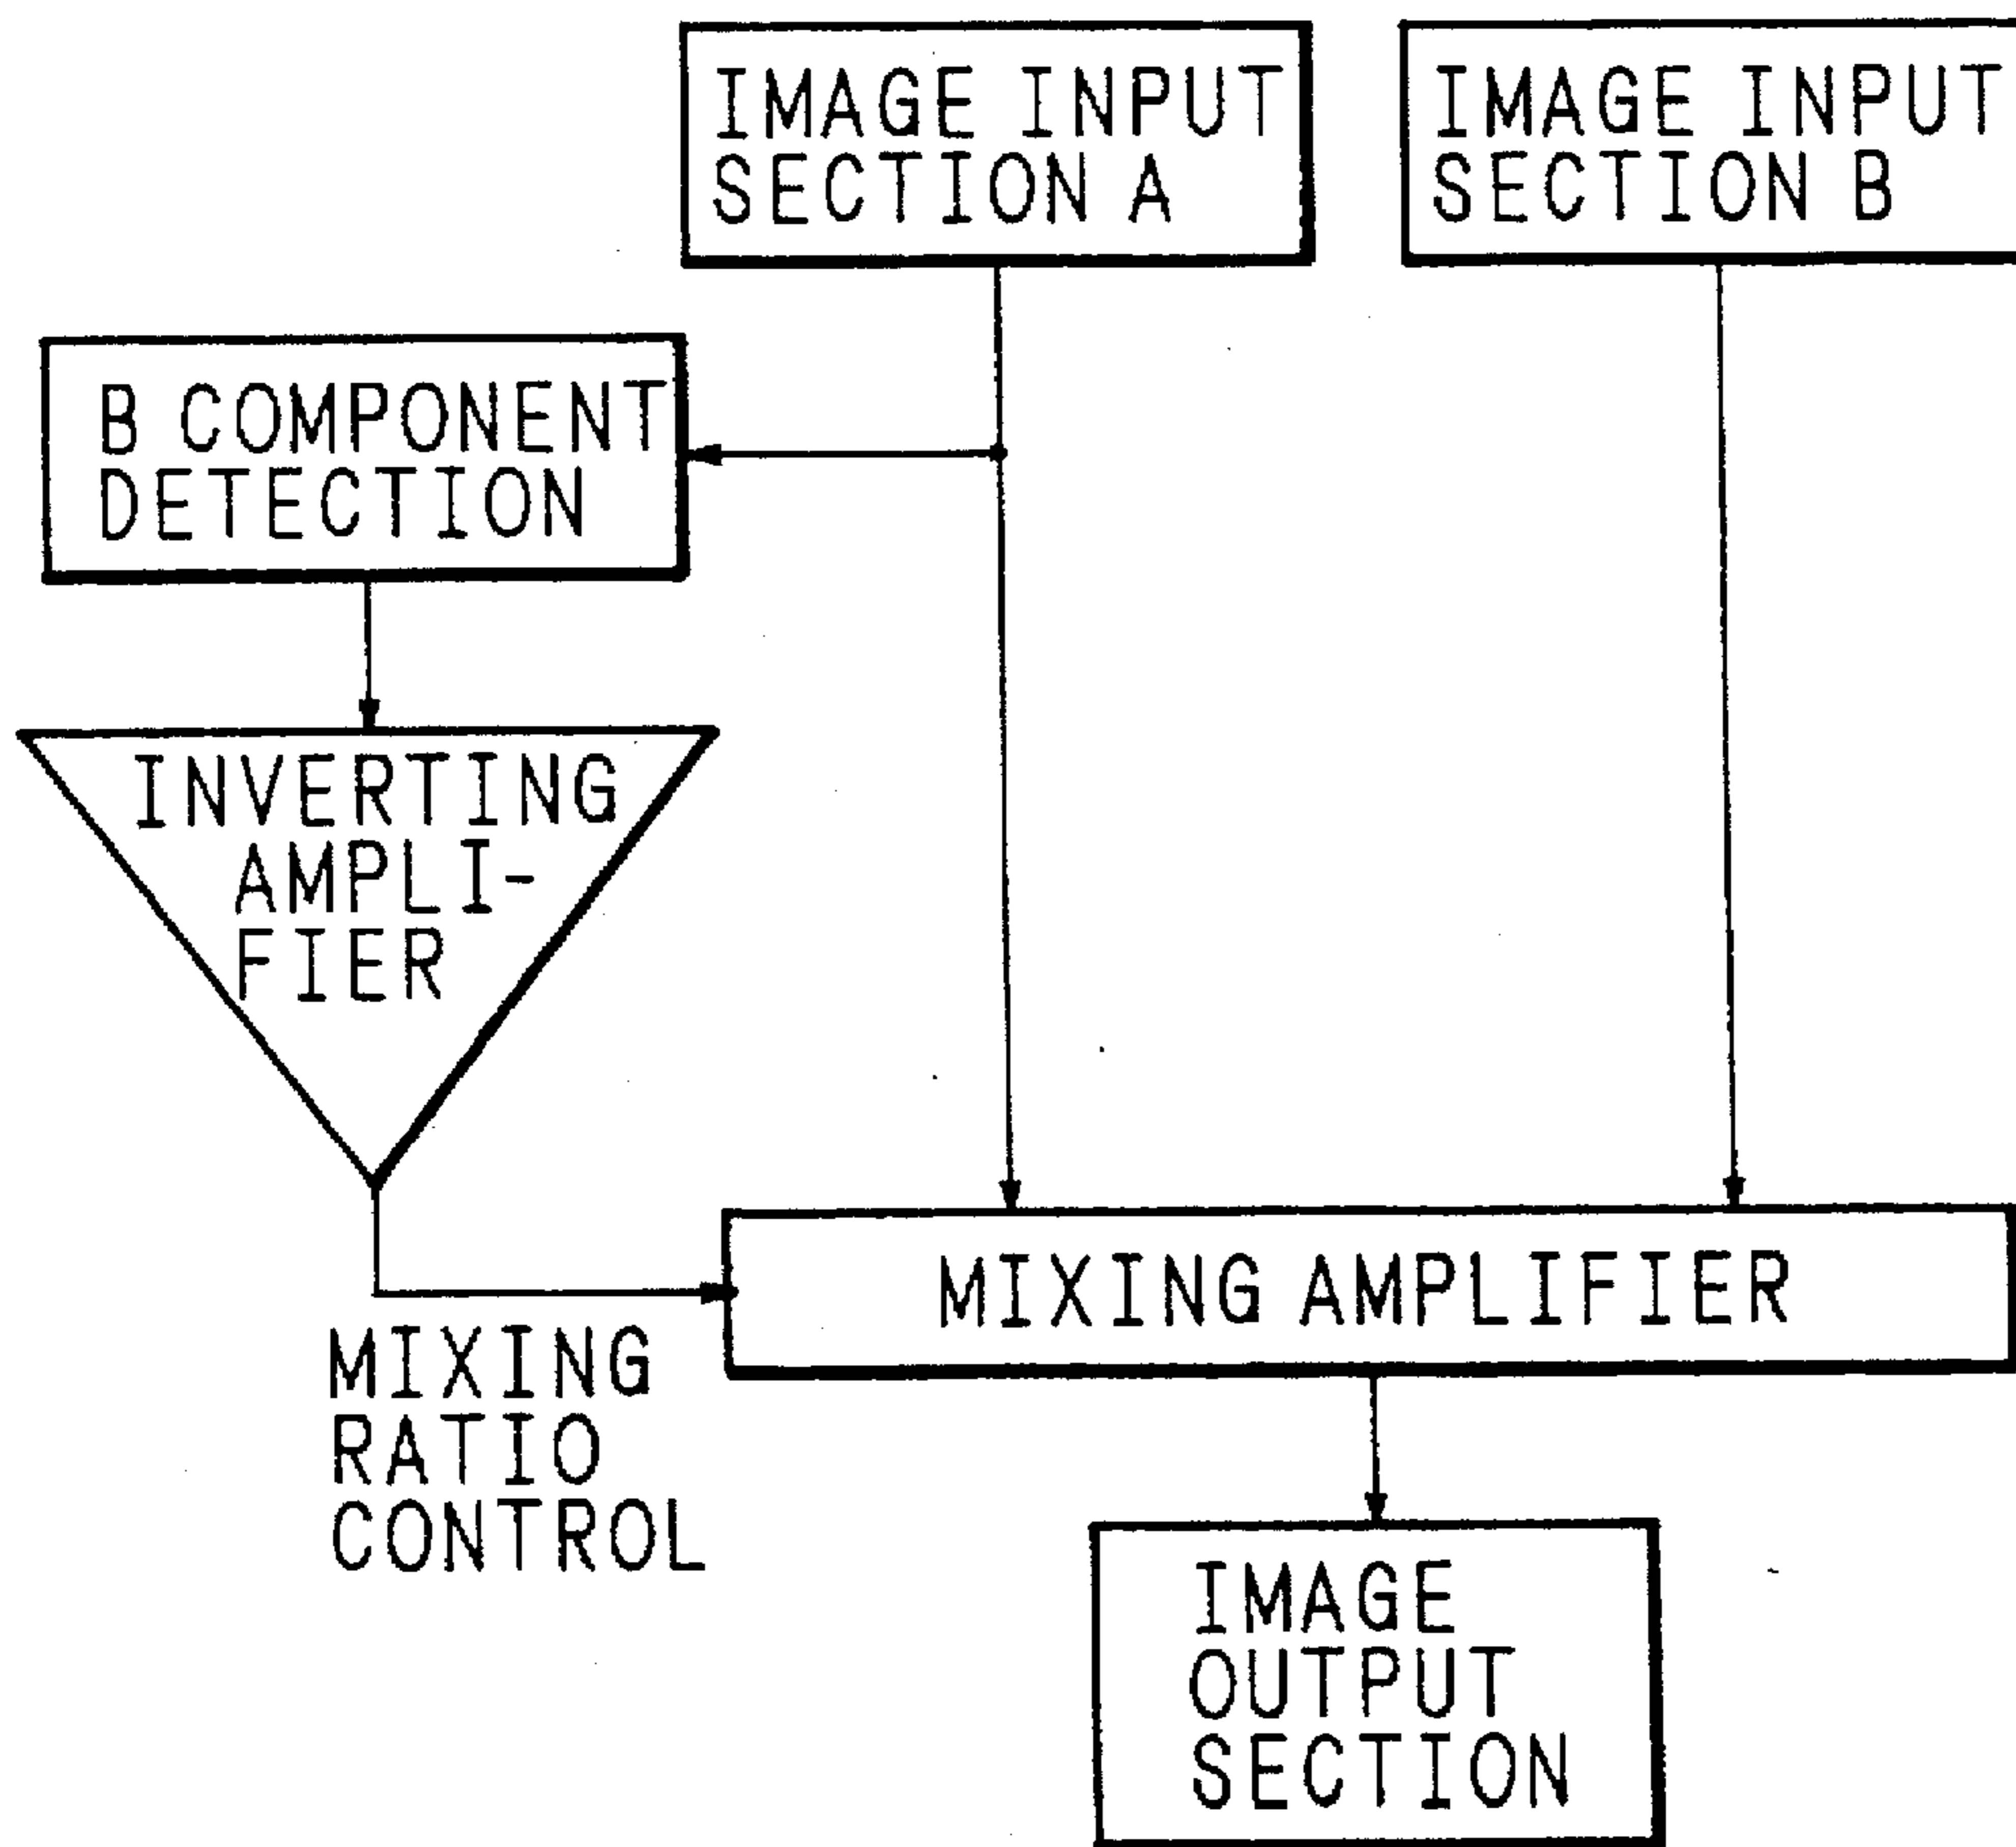 IMAGE INPUT
SECTION A
IMAGE INPUT
SECTION B
B COMPONENT
DETECTION
INVERTING
AMPLI-
FIER
MIXING AMPLIFIER
MIXING
RATIO
CONTROL
IMAGE
OUTPUT
SECTION